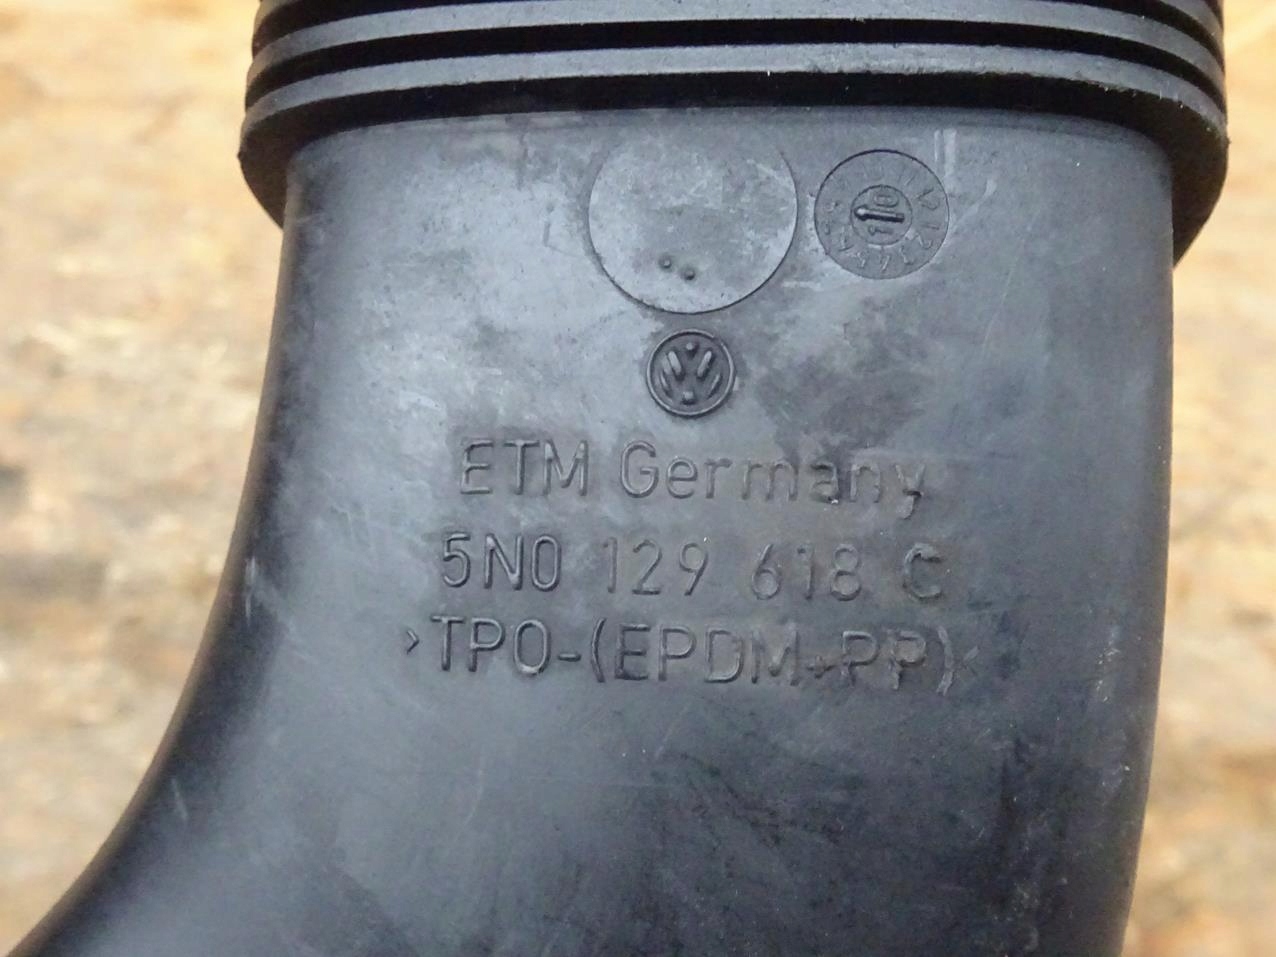 ETM Germany
5N0 129 618 C
>TPO-(EPDM+PP)<